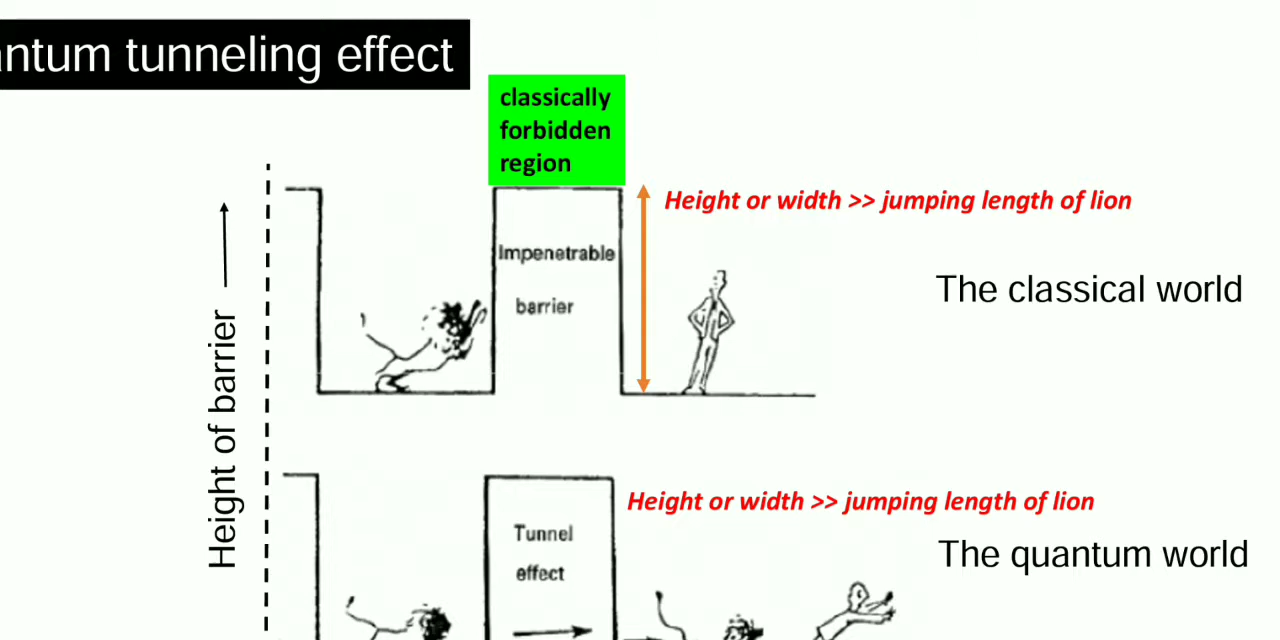 ntum tunneling effect
classically
forbidden
region
Height or width >> jumping length of lion
Impenetrable
barrier
The classical world
Height of barrier
Height or width >> jumping length of lion
Tunnel
effect
The quantum world